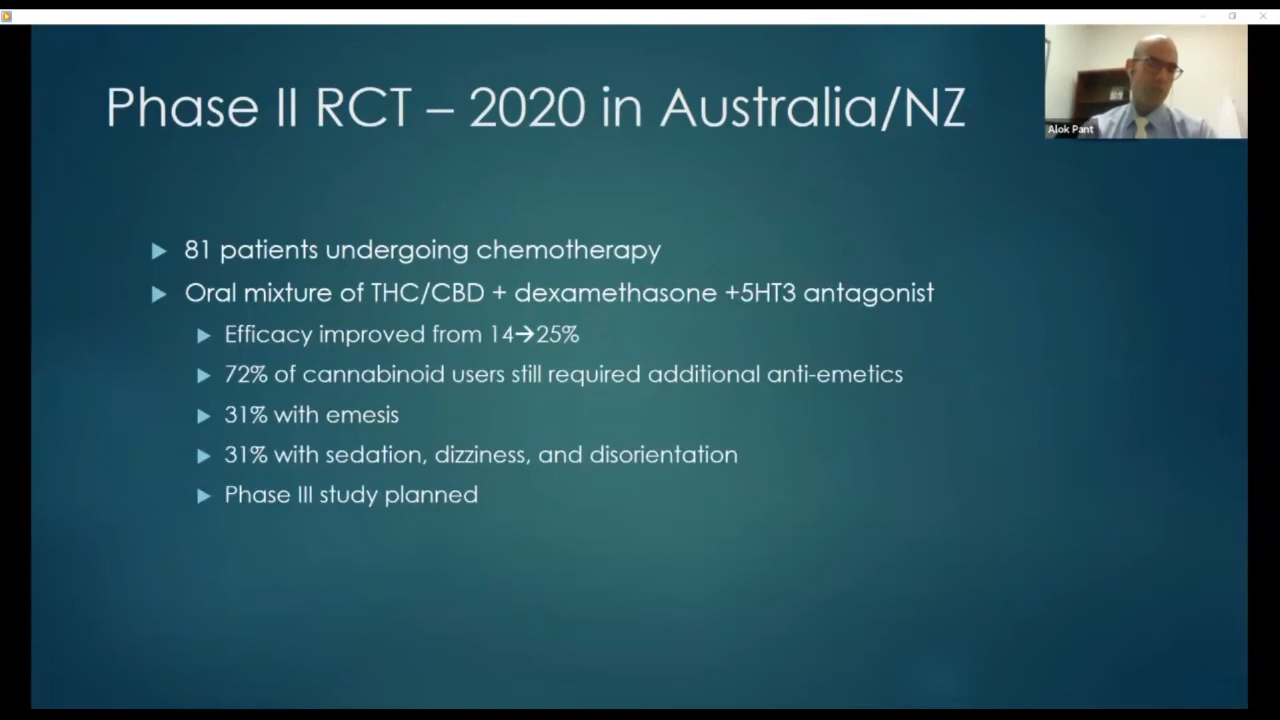 Phase II RCT – 2020 in Australia/NZ
Alok Pant
81 patients undergoing chemotherapy
Oral mixture of THC/CBD + dexamethasone +5HT3 antagonist
Efficacy improved from 14→25%
72% of cannabinoid users still required additional anti-emetics
31% with emesis
31% with sedation, dizziness, and disorientation
Phase III study planned